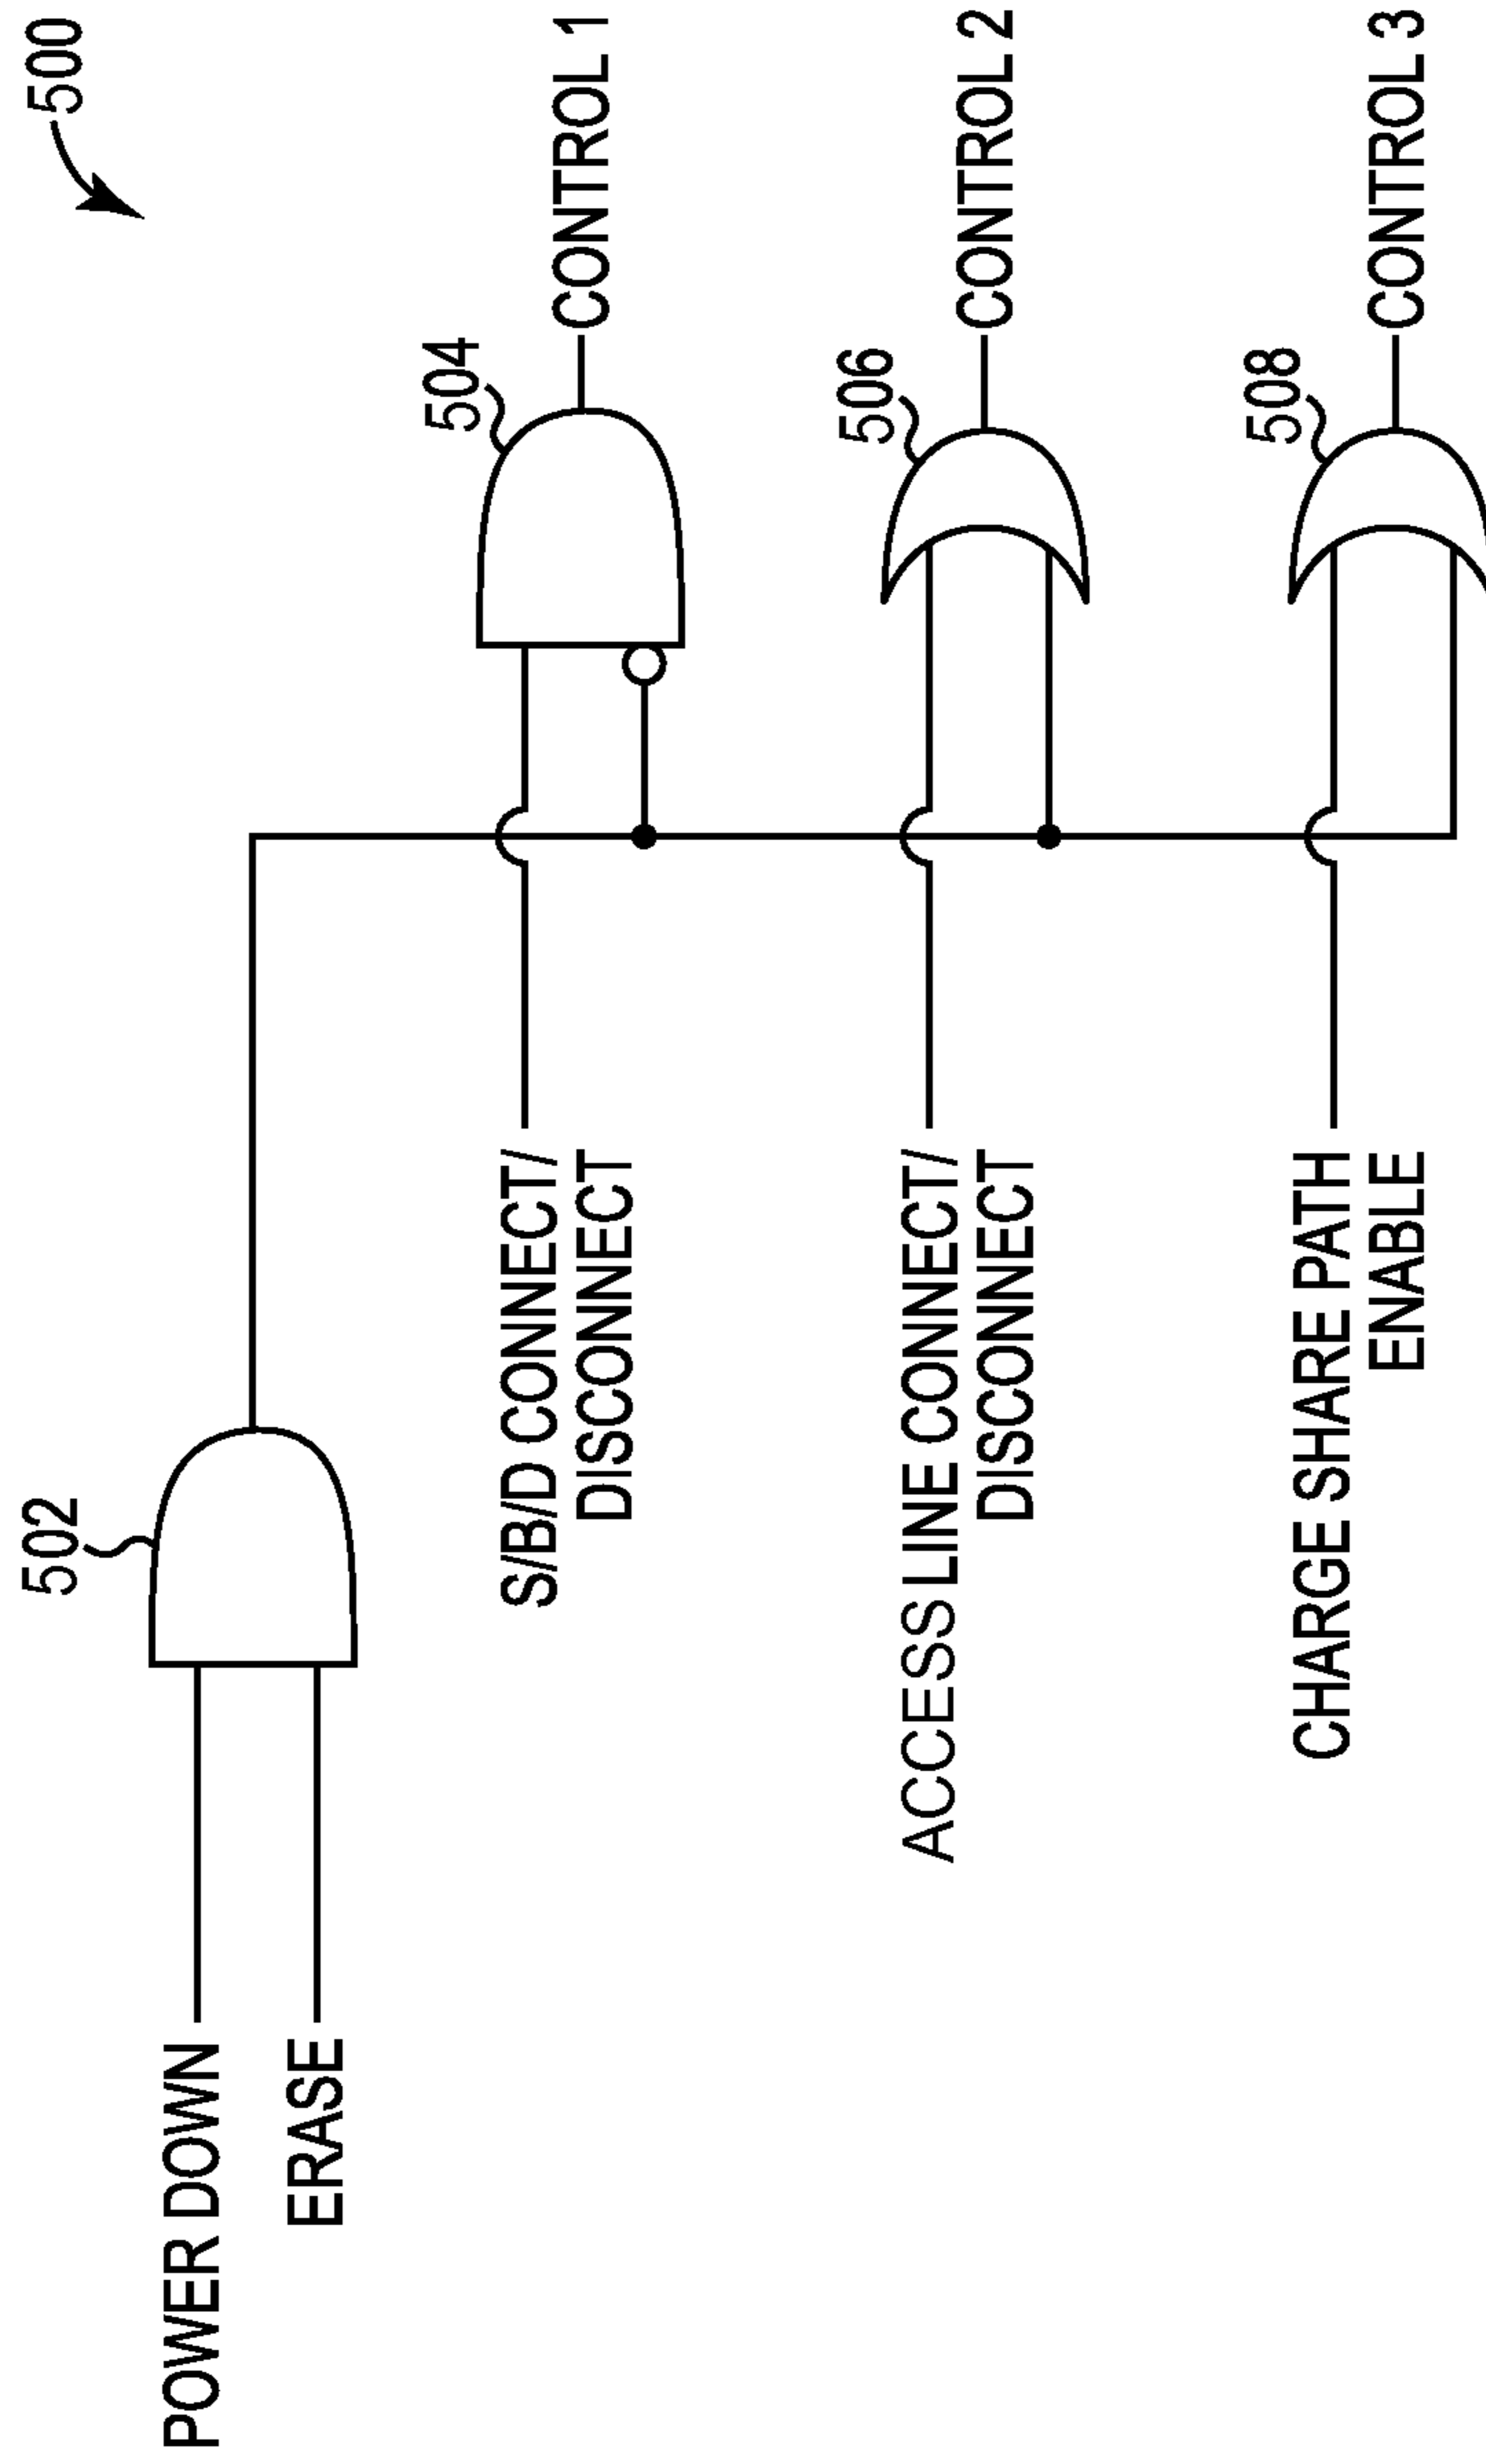 500
502
POWER DOWN
ERASE
504
S/B/D CONNECT/
DISCONNECT
CONTROL 1
506
ACCESS LINE CONNECT/
DISCONNECT
CONTROL 2
508
CHARGE SHARE PATH
ENABLE
CONTROL 3